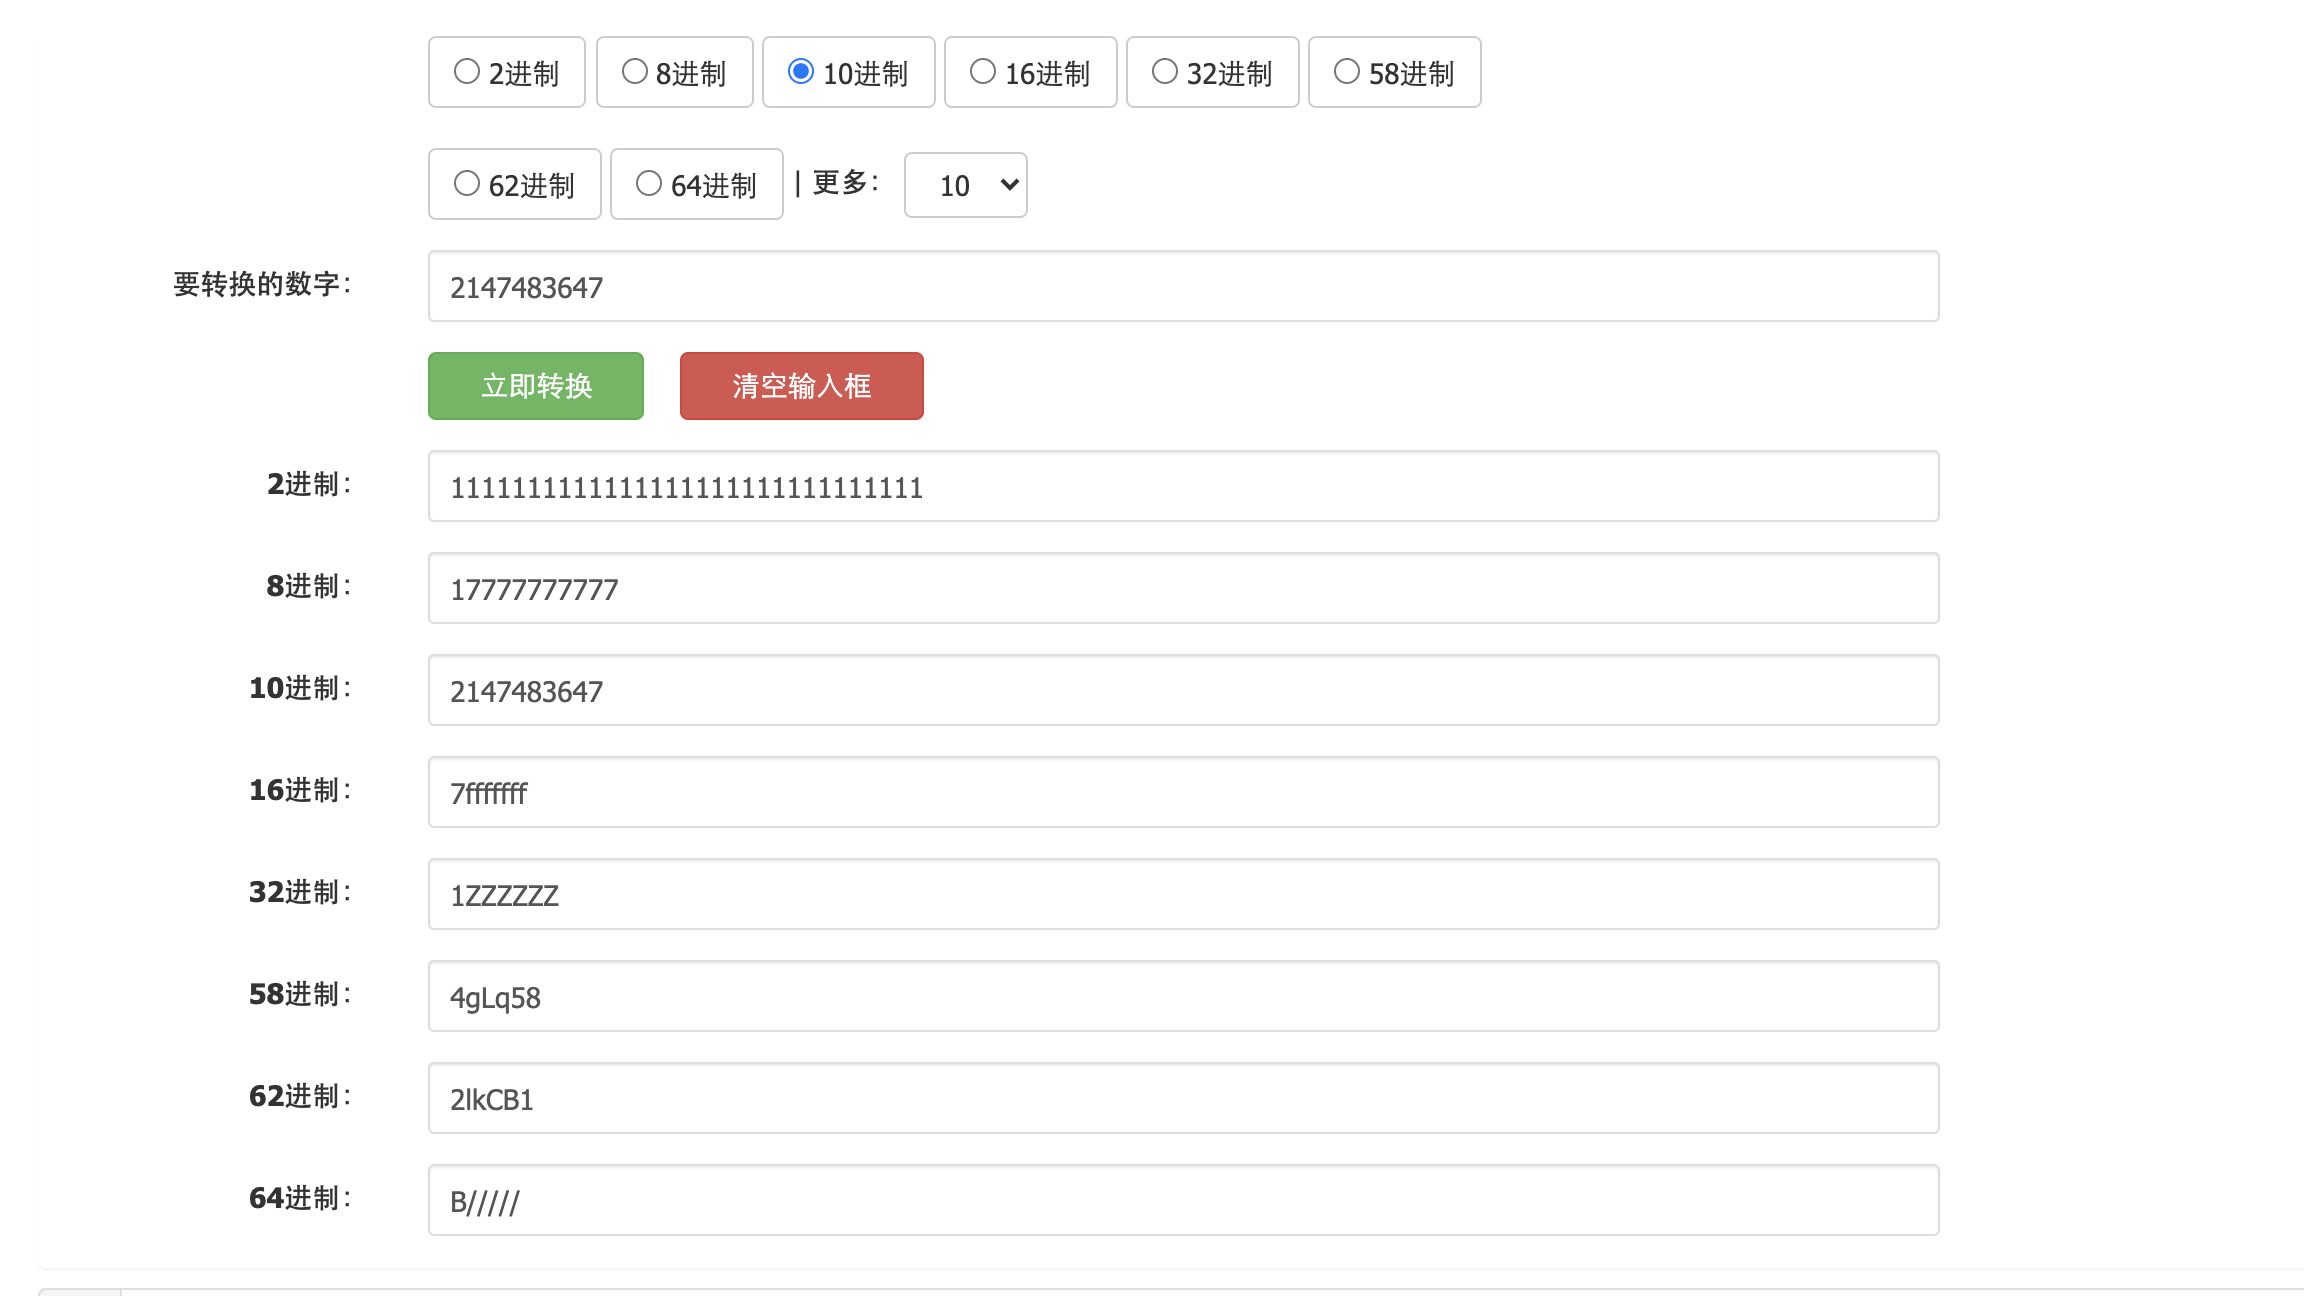 2进制 8进制 10进制 16进制 32进制 58进制
62进制 64进制 | 更多： 10
要转换的数字： 2147483647
立即转换 清空输入框
2进制： 1111111111111111111111111111111
8进制： 17777777777
10进制： 2147483647
16进制： 7fffffff
32进制： 1ZZZZZZ
58进制： 4gLq58
62进制： 2lkCB1
64进制： B/////